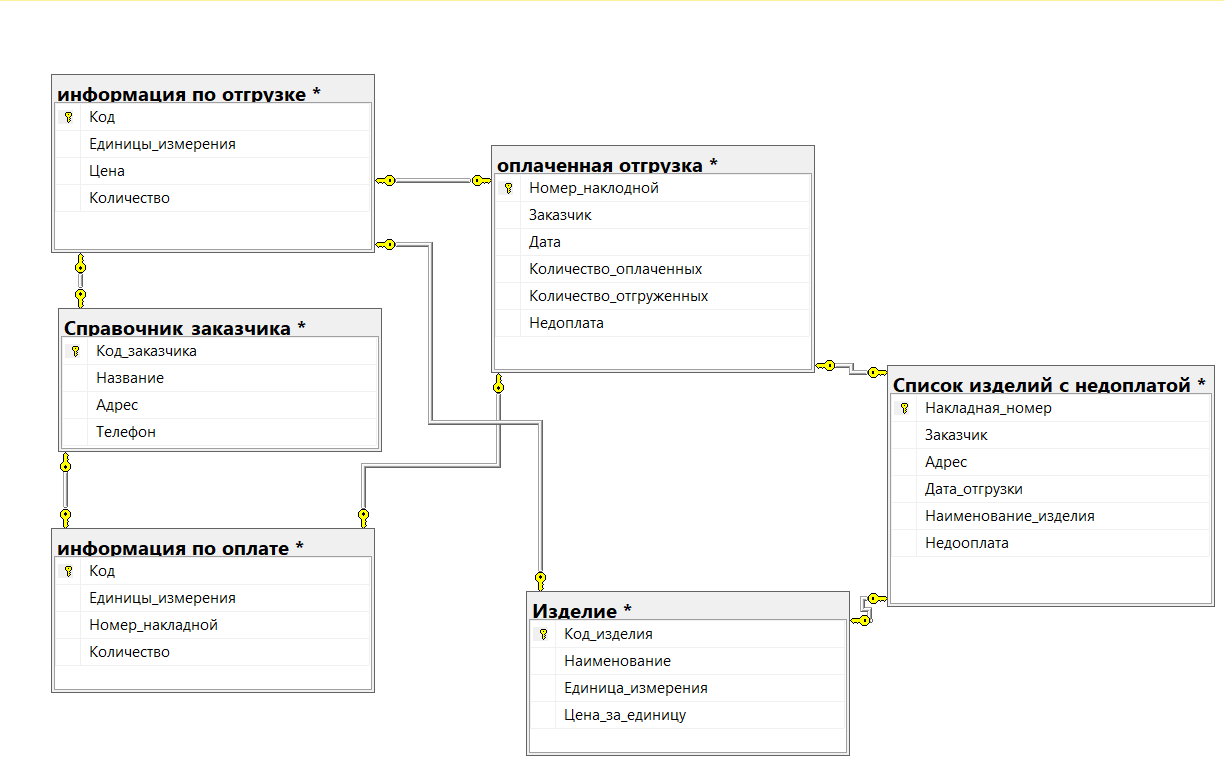 информация по отгрузке *
Код
Единицы_измерения
Цена
Количество
оплаченная отгрузка *
Номер_наклодной
Заказчик
Дата
Количество_оплаченных
Количество_отгруженных
Недоплата
Справочник_заказчика *
Код_заказчика
Название
Адрес
Телефон
Список изделий с недоплатой *
Накладная_номер
Заказчик
Адрес
Дата_отгрузки
Наименование_изделия
Недооплата
информация по оплате *
Код
Единицы_измерения
Номер_накладной
Количество
Изделие *
Код_изделия
Наименование
Единица_измерения
Цена_за_единицу